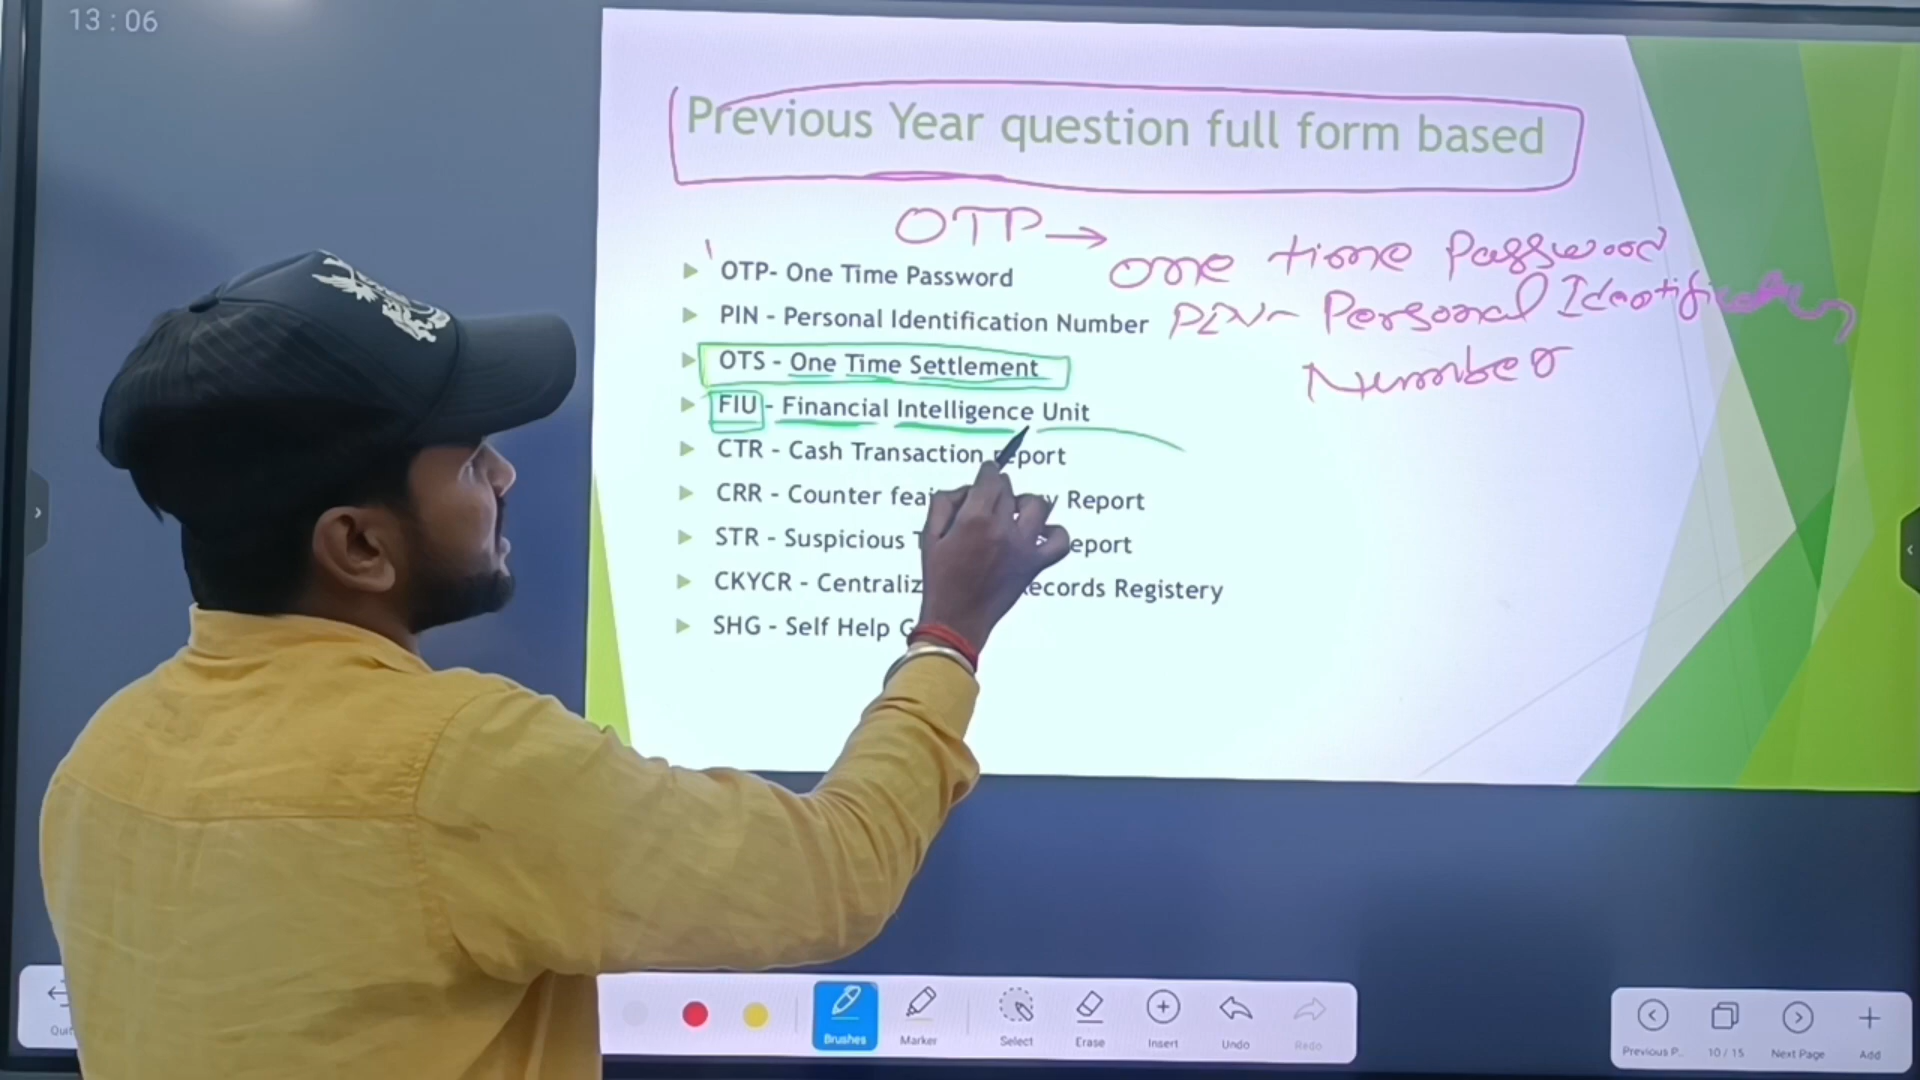 13 : 06
Previous Year question full form based
OTP →
one time Password
OTP- One Time Password
PIN - Personal Identification Number
PIN- Personal Identification
Number
OTS - One Time Settlement
FIU - Financial Intelligence Unit
CTR - Cash Transaction report
CRR - Counter Report
STR - Suspicious
CKYCR - Records Registery
SHG - Self Help
Brushes
Marker
Select
Erase
Insert
Undo
Redo
Previous P...
10 / 15
Next Page
Add